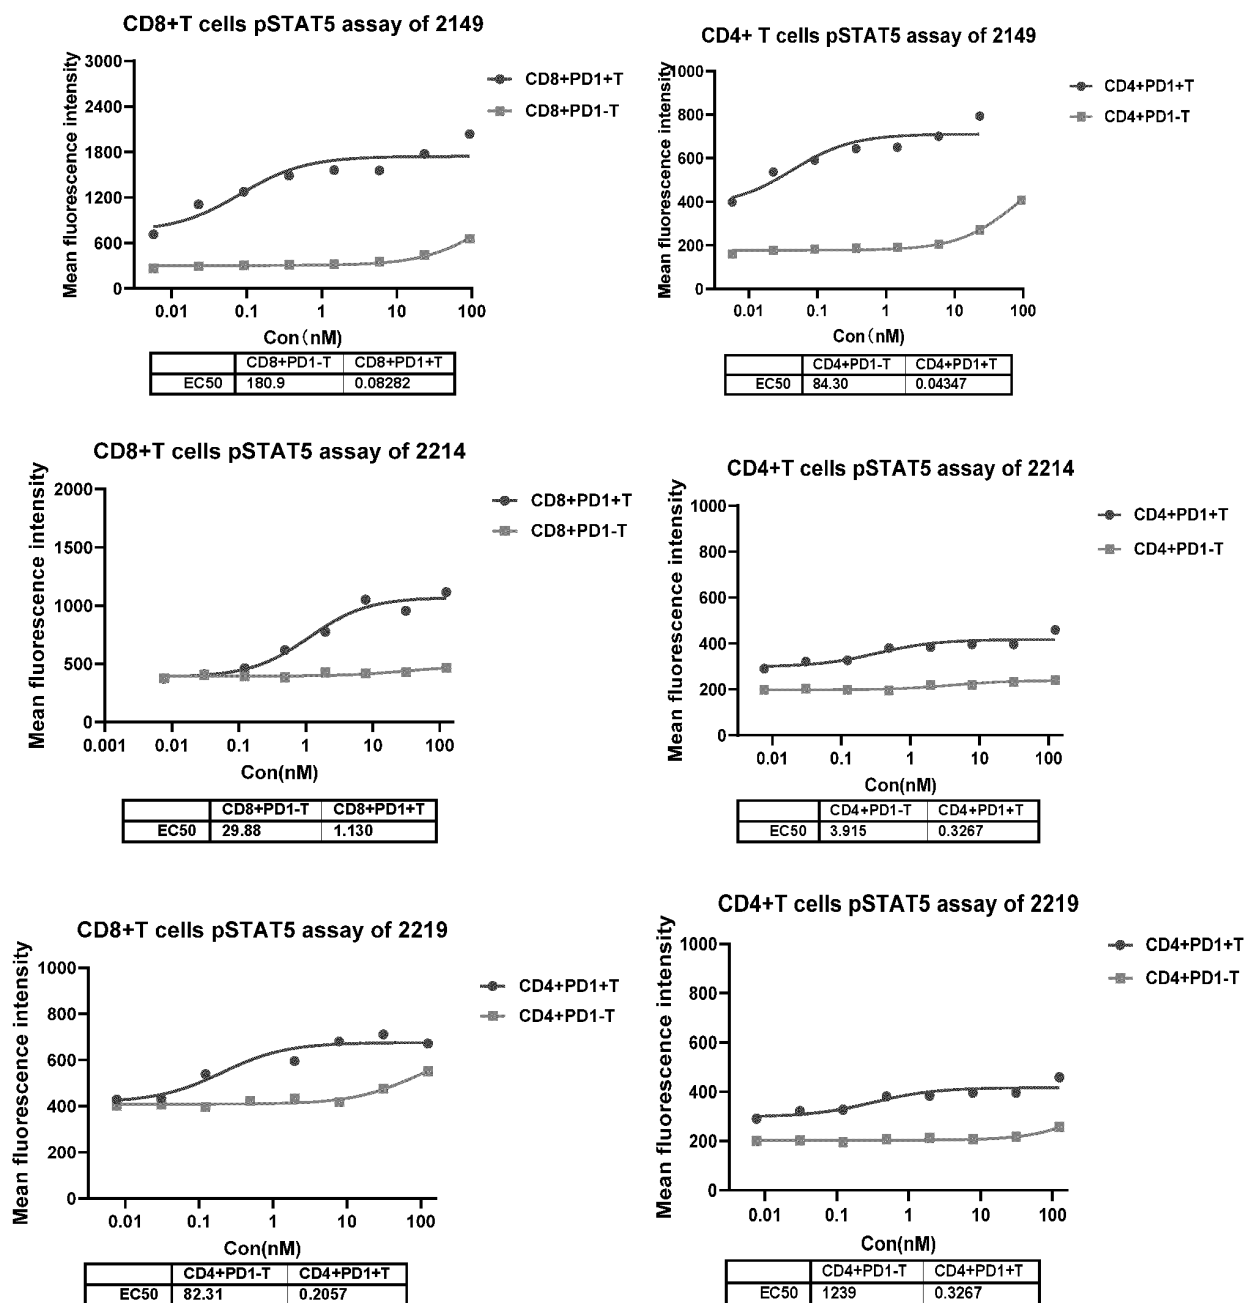 CD8+T cells pSTAT5 assay of 2149
Mean fluorescence intensity
3000
2400
1800
1200
600
0
0.01 0.1 1 10 100
Con（nM)
CD8+PD1+T
CD8+PD1-T
CD8+PD1-T CD8+PD1+T
EC50 180.9 0.08282
CD4+ T cells pSTAT5 assay of 2149
Mean fluorescence intensity
1000
800
600
400
200
0
0.01 0.1 1 10 100
Con（nM)
CD4+PD1+T
CD4+PD1-T
CD4+PD1-T CD4+PD1+T
EC50 84.30 0.04347
CD8+T cells pSTAT5 assay of 2214
Mean fluorescence intensity
2000
1500
1000
500
0
0.001 0.01 0.1 1 10 100
Con(nM)
CD8+PD1+T
CD8+PD1-T
CD8+PD1-T CD8+PD1+T
EC50 29.88 1.130
CD4+T cells pSTAT5 assay of 2214
Mean fluorescence intensity
1000
800
600
400
200
0
0.01 0.1 1 10 100
Con(nM)
CD4+PD1+T
CD4+PD1-T
CD4+PD1-T CD4+PD1+T
EC50 3.915 0.3267
CD8+T cells pSTAT5 assay of 2219
Mean fluorescence intensity
1000
800
600
400
200
0
0.01 0.1 1 10 100
Con(nM)
CD4+PD1+T
CD4+PD1-T
CD4+PD1-T CD4+PD1+T
EC50 82.31 0.2057
CD4+T cells pSTAT5 assay of 2219
Mean fluorescence intensity
1000
800
600
400
200
0
0.01 0.1 1 10 100
Con(nM)
CD4+PD1+T
CD4+PD1-T
CD4+PD1-T CD4+PD1+T
EC50 1239 0.3267